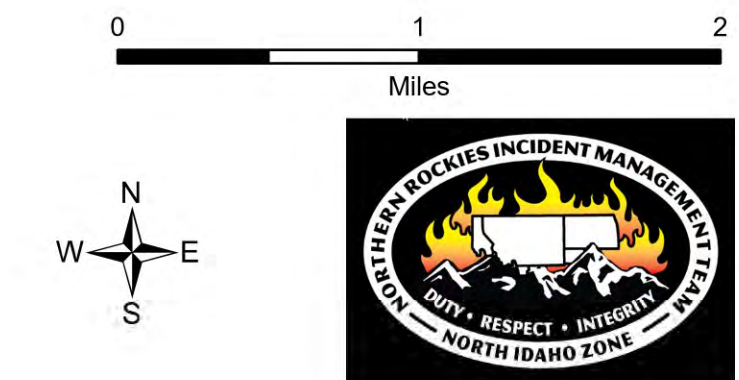 0 1 2
Miles
N
W E
S
NORTHERN ROCKIES INCIDENT MANAGEMENT TEAM
DUTY • RESPECT • INTEGRITY
NORTH IDAHO ZONE